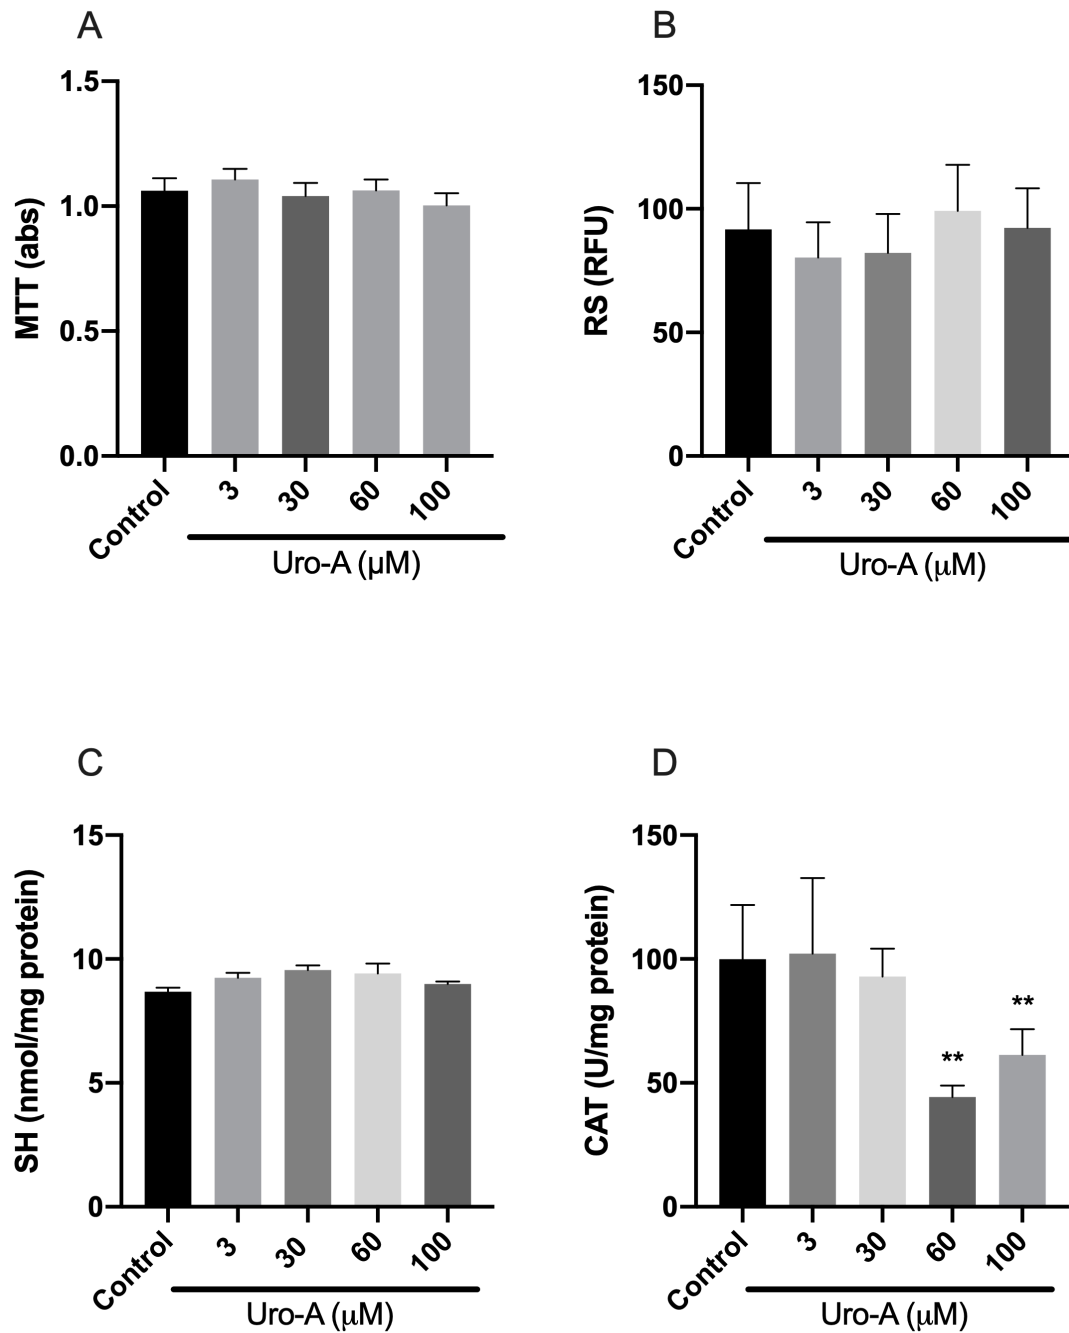 A
MTT (abs)
1.5
1.0
0.5
0.0
Control
3
30
60
100
Uro-A (µM)
B
RS (RFU)
150
100
50
0
Control
3
30
60
100
Uro-A (μM)
C
SH (nmol/mg protein)
15
10
5
0
Control
3
30
60
100
Uro-A (μM)
D
CAT (U/mg protein)
150
100
50
0
**
**
Control
3
30
60
100
Uro-A (μM)